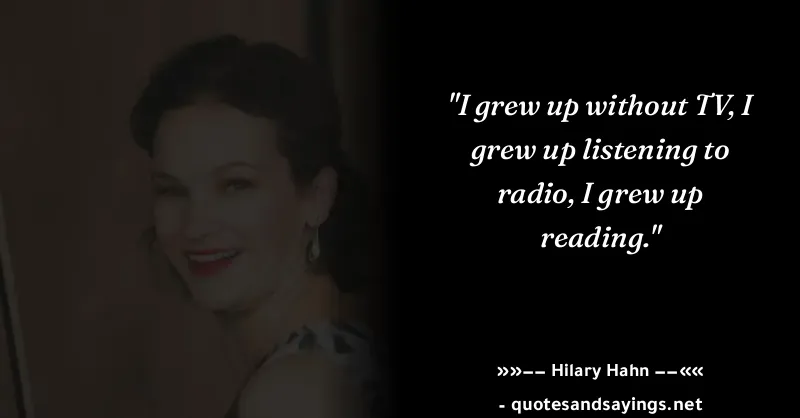 "I grew up without TV, I
grew up listening to
radio, I grew up
reading."
»»−− Hilary Hahn −−««
- quotesandsayings.net